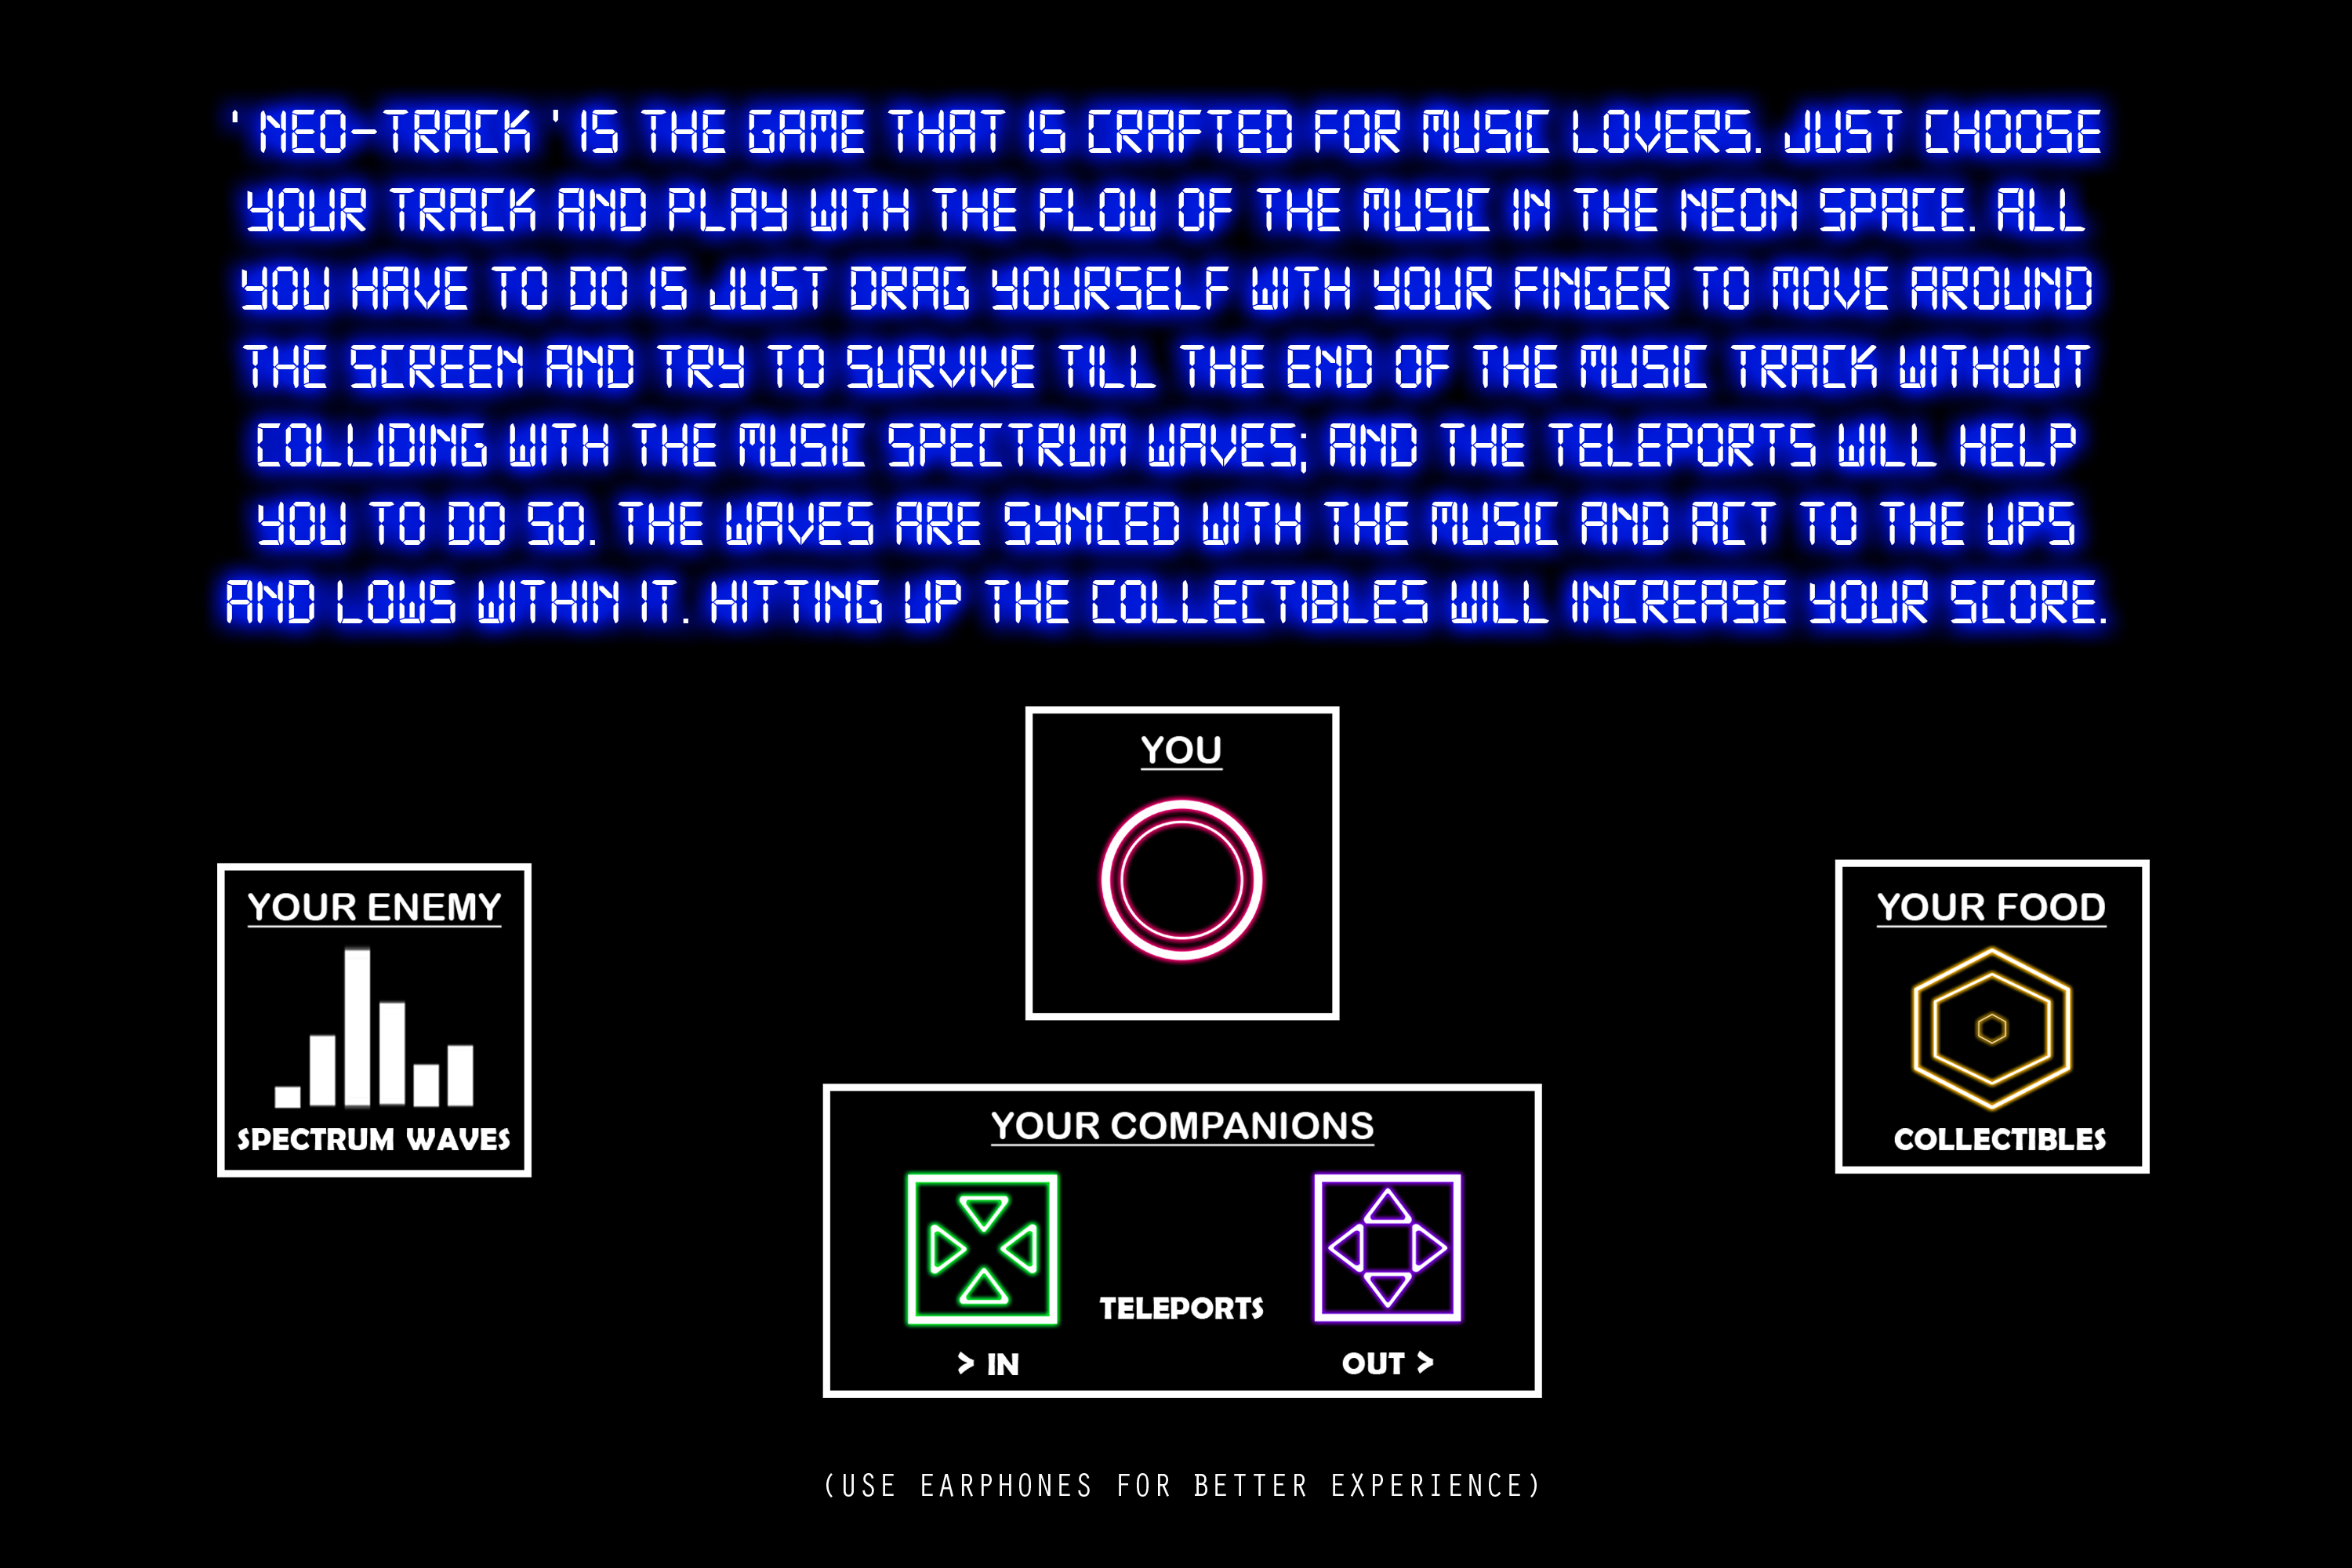 'NEO-TRACK' IS THE GAME THAT IS CRAFTED FOR MUSIC LOVERS. JUST CHOOSE
YOUR TRACK AND PLAY WITH THE FLOW OF THE MUSIC IN THE NEON SPACE. ALL
YOU HAVE TO DO IS JUST DRAG YOURSELF WITH YOUR FINGER TO MOVE AROUND
THE SCREEN AND TRY TO SURVIVE TILL THE END OF THE MUSIC TRACK WITHOUT
COLLIDING WITH THE MUSIC SPECTRUM WAVES; AND THE TELEPORTS WILL HELP
YOU TO DO SO. THE WAVES ARE SYNCED WITH THE MUSIC AND ACT TO THE UPS
AND LOWS WITHIN IT. HITTING UP THE COLLECTIBLES WILL INCREASE YOUR SCORE.
YOU
YOUR ENEMY
SPECTRUM WAVES
YOUR FOOD
COLLECTIBLES
YOUR COMPANIONS
TELEPORTS
> IN
OUT >
(USE EARPHONES FOR BETTER EXPERIENCE)